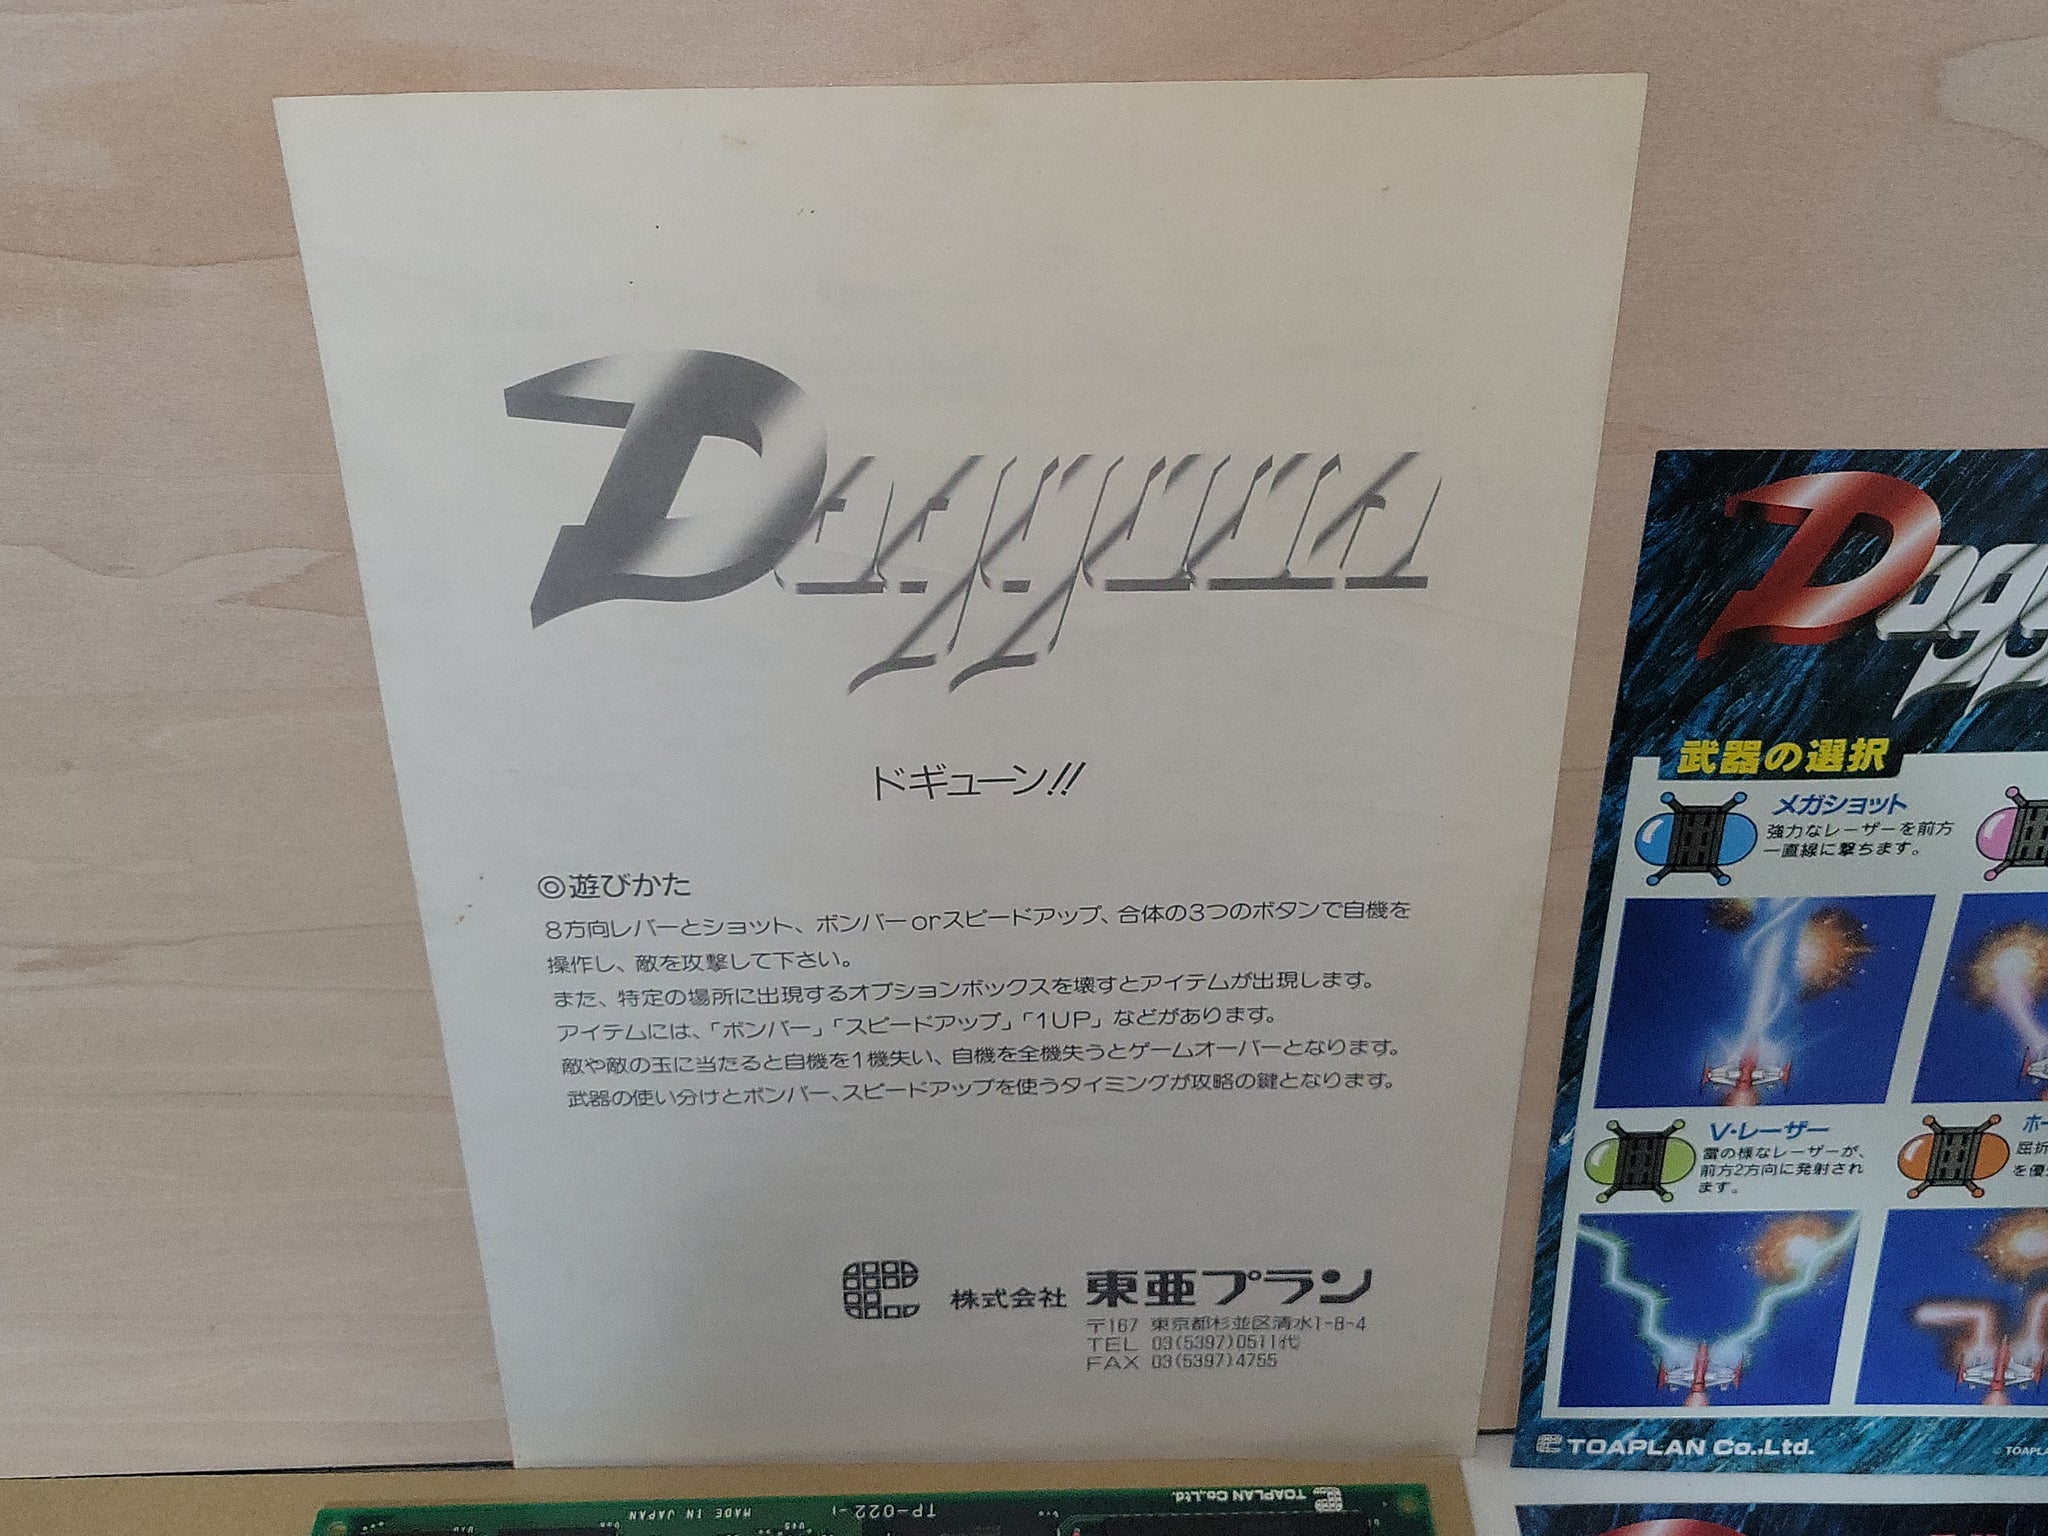 Dogyuun
ドギューン!!
◎遊びかた
8方向レバーとショット、ボンバーorスピードアップ、合体の3つのボタンで自機を
操作し、敵を攻撃して下さい。
また、特定の場所に出現するオプションボックスを壊すとアイテムが出現します。
アイテムには、「ボンバー」「スピードアップ」「1UP」などがあります。
敵や敵の玉に当たると自機を1機失い、自機を全機失うとゲームオーバーとなります。
武器の使い分けとボンバー、スピードアップを使うタイミングが攻略の鍵となります。
株式会社 東亜プラン
〒167 東京都杉並区清水1-8-4
TEL 03(5397)0511代
FAX 03(5397)4755
Dogy
武器の選択
メガショット
強力なレーザーを前方
一直線に撃ちます。
V・レーザー
雷の様なレーザーが、
前方2方向に発射され
ます。
ホー
屈折
を優
TOAPLAN Co.,Ltd.
© TOAPLA
TOAPLAN Co.,Ltd.
TP-022-1
MADE IN JAPAN